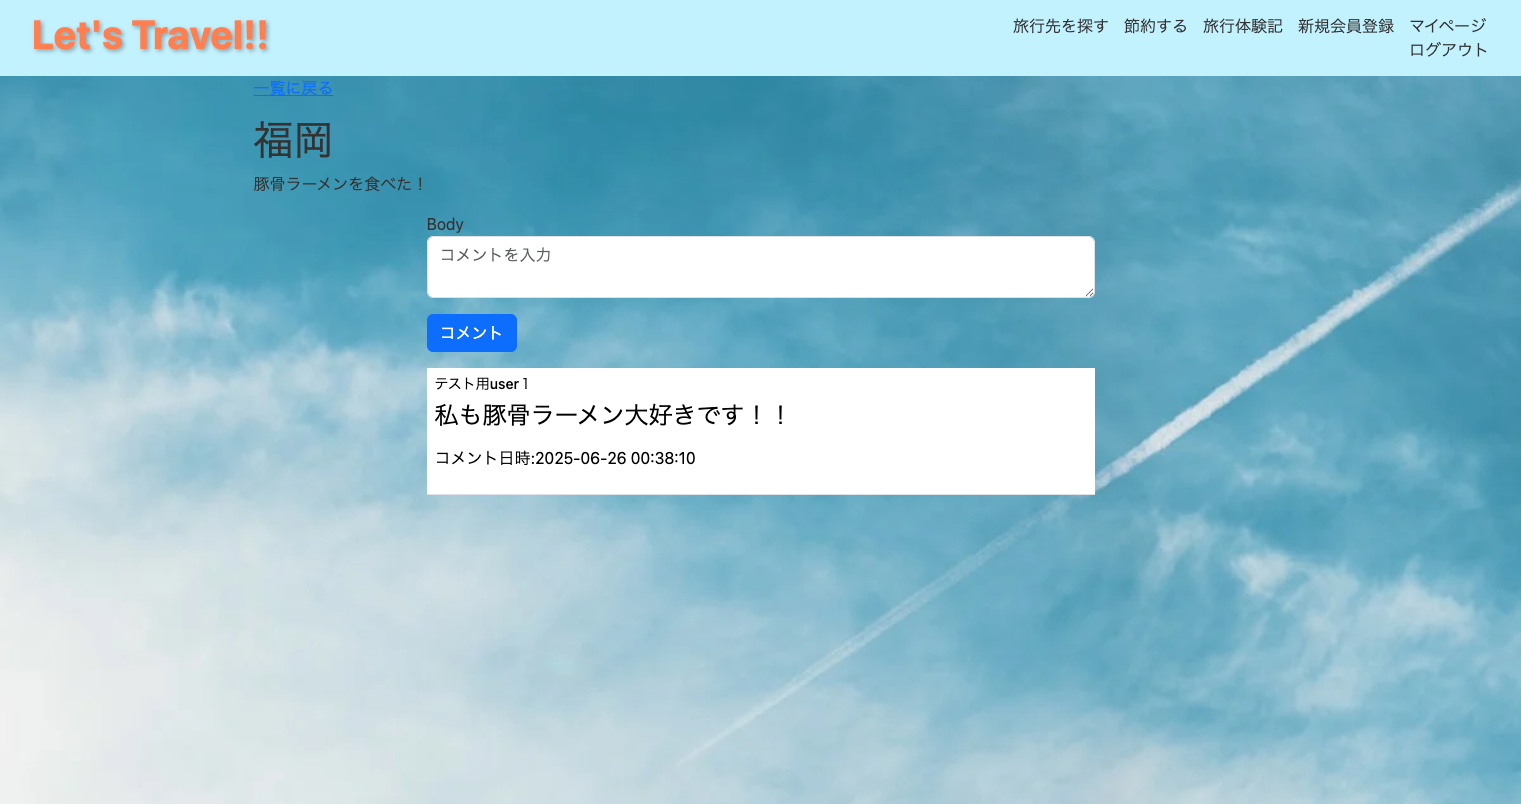 Let's Travel!!
旅行先を探す 節約する 旅行体験記 新規会員登録 マイページ
ログアウト
一覧に戻る
福岡
豚骨ラーメンを食べた！
Body
コメントを入力
コメント
テスト用user１
私も豚骨ラーメン大好きです！！
コメント日時:2025-06-26 00:38:10